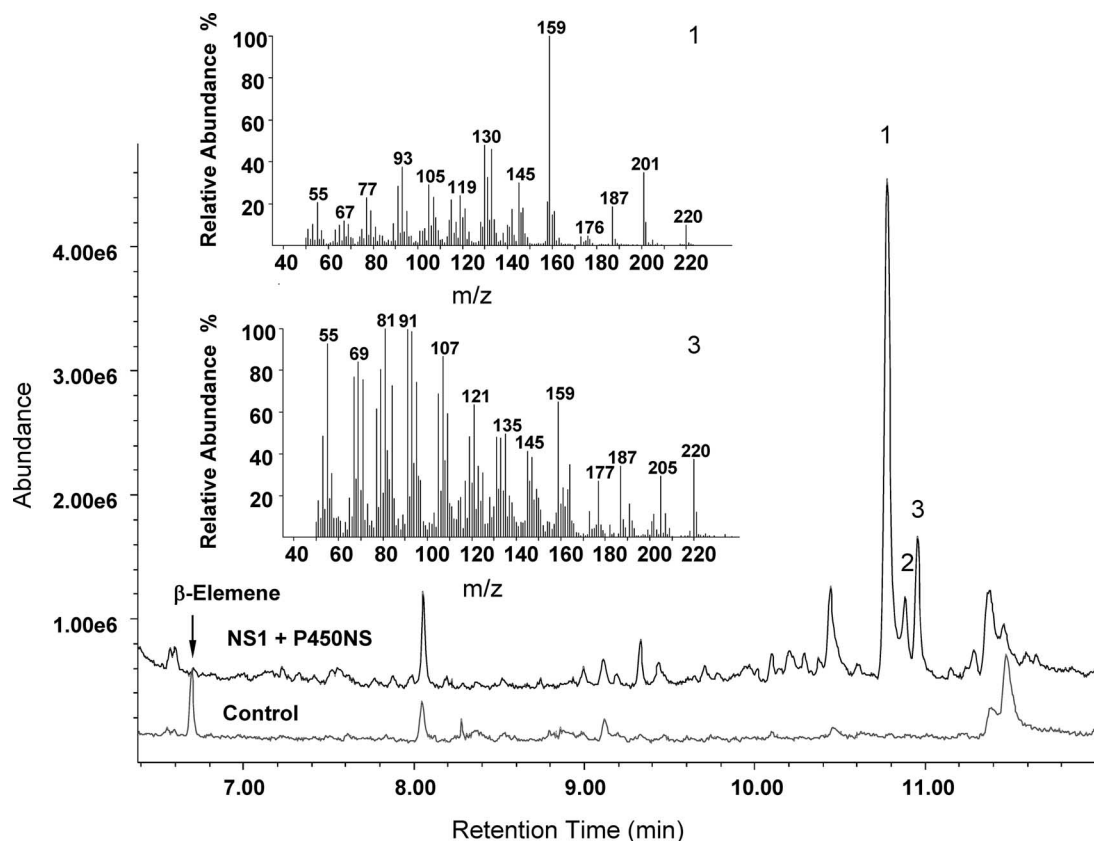 1
Relative Abundance %
100
80
60
40
20
55
67
77
93
105
119
130
145
159
176
187
201
220
40 60 80 100 120 140 160 180 200 220
m/z
3
Relative Abundance %
100
80
60
40
20
55
69
81
91
107
121
135
145
159
177
187
205
220
40 60 80 100 120 140 160 180 200 220
m/z
Abundance
4.00e6
3.00e6
2.00e6
1.00e6
1
2
3
β-Elemene
NS1 + P450NS
Control
7.00 8.00 9.00 10.00 11.00
Retention Time (min)